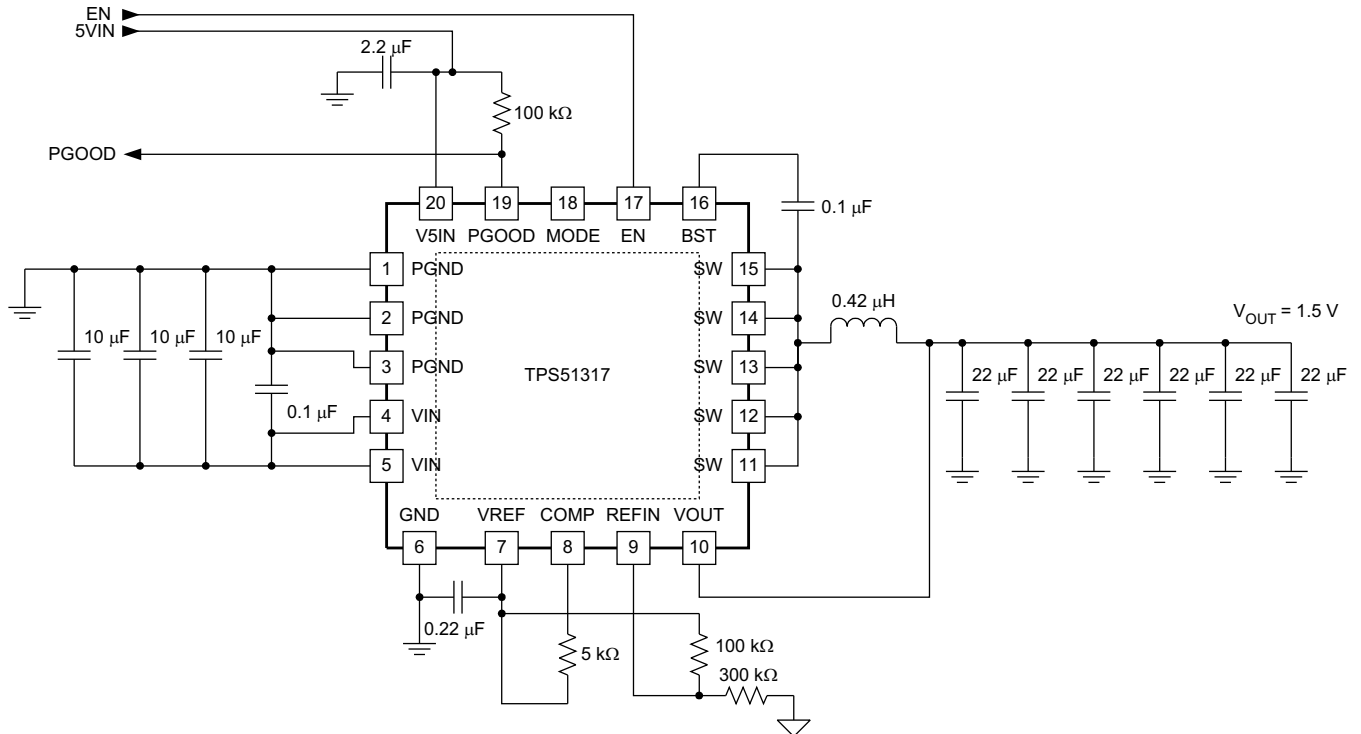 EN
5VIN
2.2 μF
100 kΩ
PGOOD
20 19 18 17 16
V5IN PGOOD MODE EN BST
0.1 μF
1 PGND SW 15
2 PGND SW 14
3 PGND SW 13
4 VIN SW 12
5 VIN SW 11
10 μF 10 μF 10 μF
0.1 μF
TPS51317
0.42 μH
VOUT = 1.5 V
22 μF 22 μF 22 μF 22 μF 22 μF 22 μF
GND VREF COMP REFIN VOUT
6 7 8 9 10
0.22 μF
5 kΩ
100 kΩ
300 kΩ